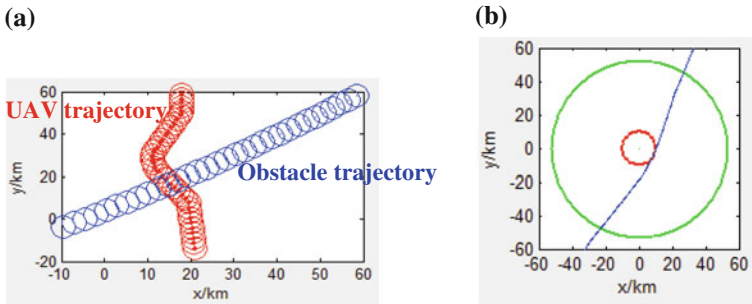 (a)
60
40
20
0
-20
-10 0 10 20 30 40 50 60
x/km
y/km
UAV trajectory
Obstacle trajectory
(b)
60
40
20
0
-20
-40
-60
-60 -40 -20 0 20 40 60
x/km
y/km